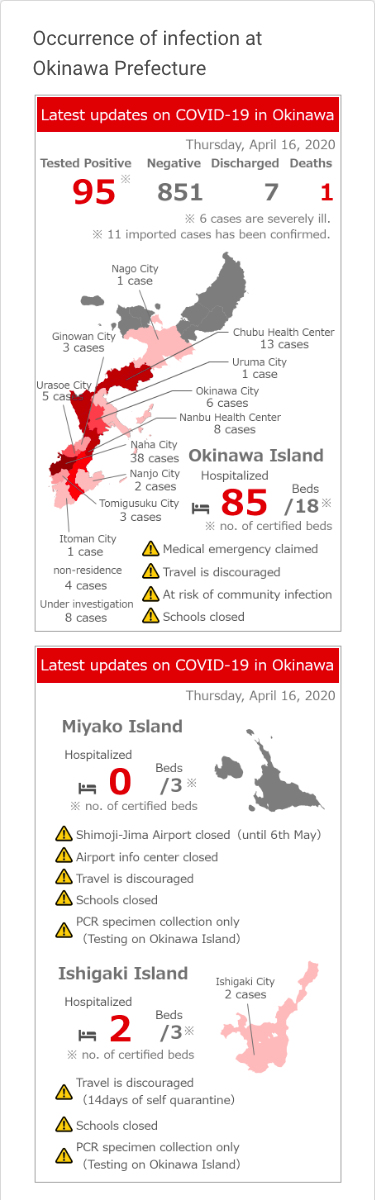 Occurrence of infection at
Okinawa Prefecture
Latest updates on COVID-19 in Okinawa
Thursday, April 16, 2020
Tested Positive Negative Discharged Deaths
95※ 851 7 1
※ 6 cases are severely ill.
※ 11 imported cases has been confirmed.
Nago City
1 case
Ginowan City
3 cases
Chubu Health Center
13 cases
Uruma City
1 case
Urasoe City
5 cases
Okinawa City
6 cases
Nanbu Health Center
8 cases
Naha City
38 cases
Nanjo City
2 cases
Tomigusuku City
3 cases
Itoman City
1 case
non-residence
4 cases
Under investigation
8 cases
Okinawa Island
Hospitalized
85
Beds
/18※
※ no. of certified beds
Medical emergency claimed
Travel is discouraged
At risk of community infection
Schools closed
Latest updates on COVID-19 in Okinawa
Thursday, April 16, 2020
Miyako Island
Hospitalized
0
Beds
/3※
※ no. of certified beds
Shimoji-Jima Airport closed (until 6th May)
Airport info center closed
Travel is discouraged
Schools closed
PCR specimen collection only
(Testing on Okinawa Island)
Ishigaki Island
Hospitalized
2
Beds
/3※
※ no. of certified beds
Ishigaki City
2 cases
Travel is discouraged
(14days of self quarantine)
Schools closed
PCR specimen collection only
(Testing on Okinawa Island)